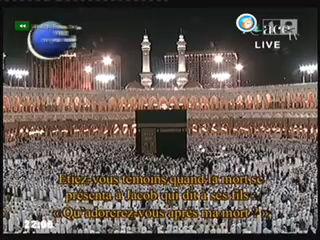 LIVE
Etiez-vous témoins quand la mort se
présenta à Jacob qui dit à ses fils
« Qu'adorerez-vous après ma mort ? »,